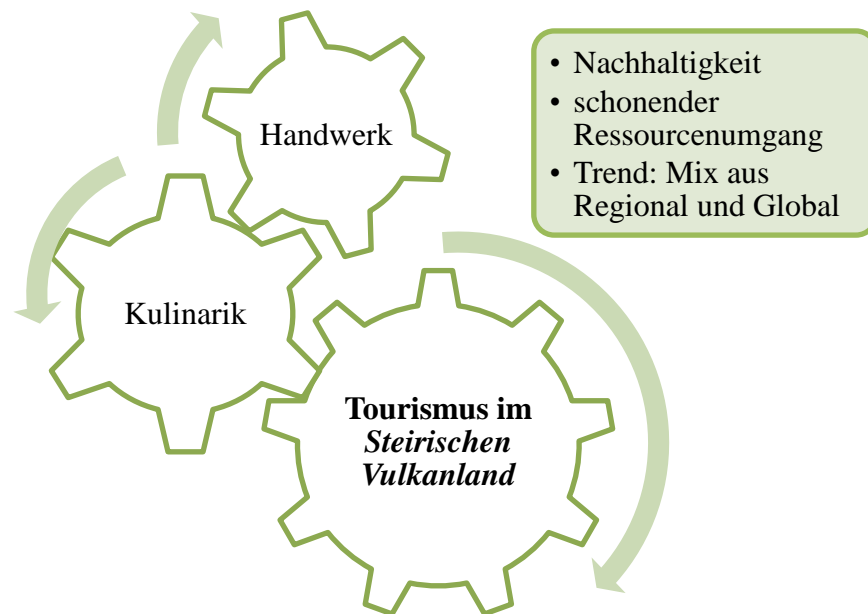 Handwerk
• Nachhaltigkeit
• schonender
Ressourcenumgang
• Trend: Mix aus
Regional und Global
Kulinarik
Tourismus im
Steirischen
Vulkanland